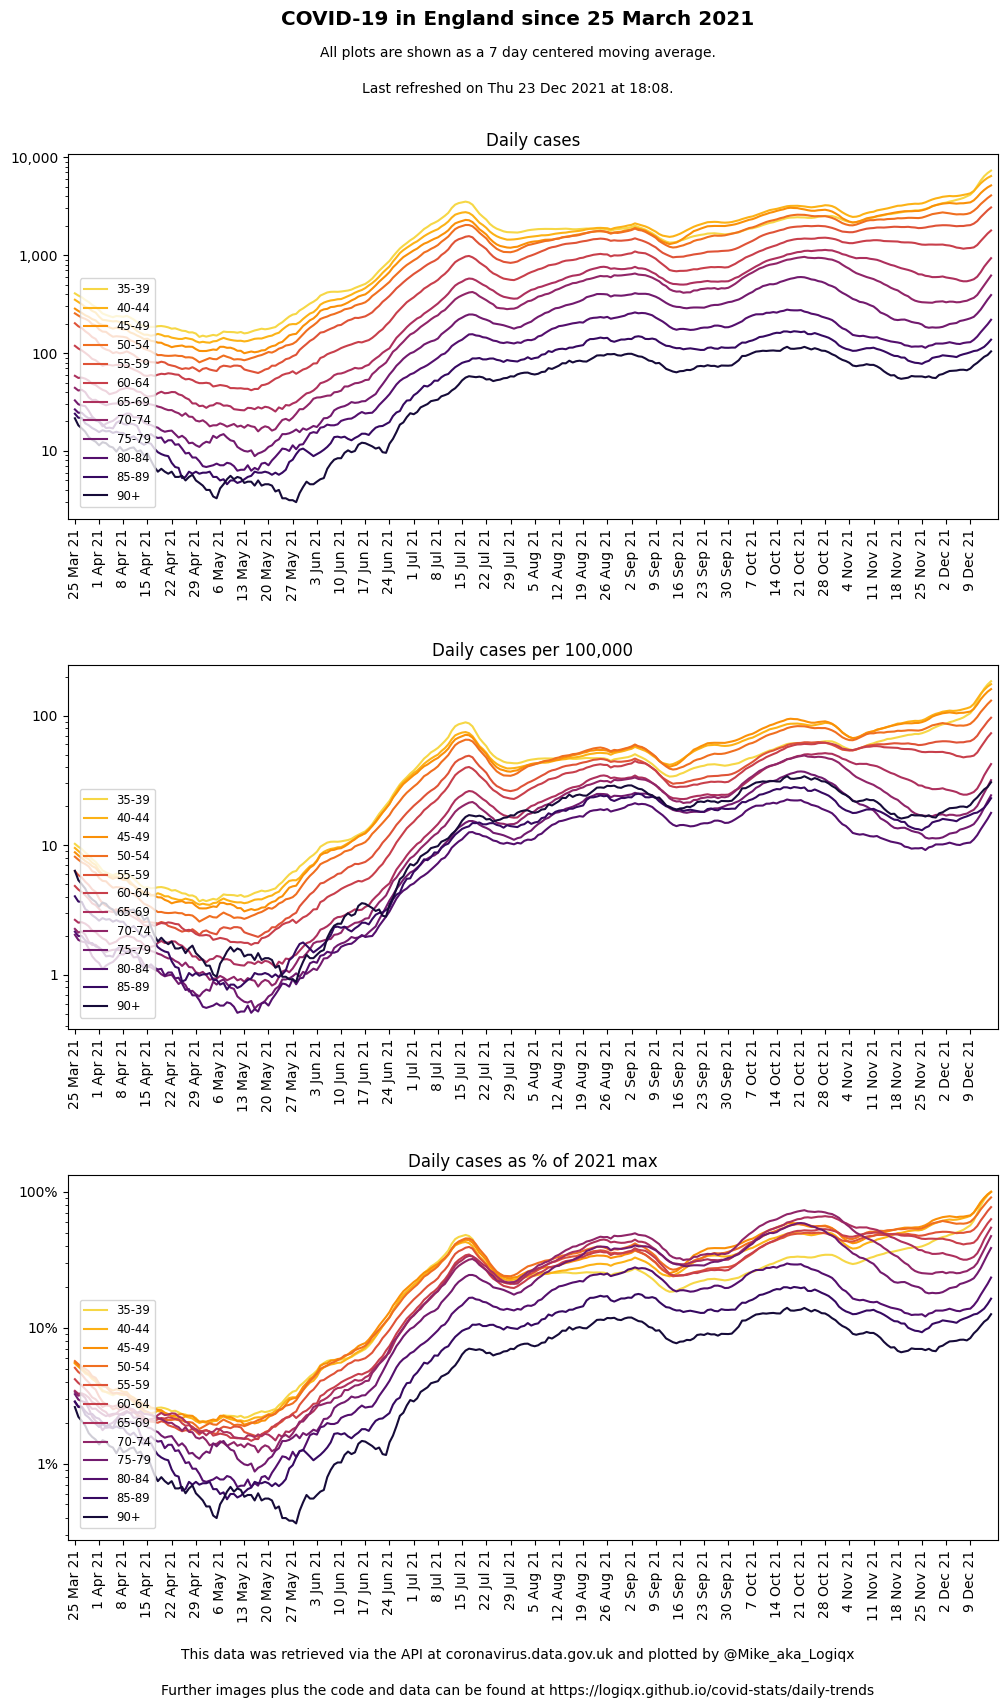 COVID-19 in England since 25 March 2021
All plots are shown as a 7 day centered moving average.
Last refreshed on Thu 23 Dec 2021 at 18:08.
Daily cases
10,000
1,000
100
10
35-39
40-44
45-49
50-54
55-59
60-64
65-69
70-74
75-79
80-84
85-89
90+
25 Mar 21
1 Apr 21
8 Apr 21
15 Apr 21
22 Apr 21
29 Apr 21
6 May 21
13 May 21
20 May 21
27 May 21
3 Jun 21
10 Jun 21
17 Jun 21
24 Jun 21
1 Jul 21
8 Jul 21
15 Jul 21
22 Jul 21
29 Jul 21
5 Aug 21
12 Aug 21
19 Aug 21
26 Aug 21
2 Sep 21
9 Sep 21
16 Sep 21
23 Sep 21
30 Sep 21
7 Oct 21
14 Oct 21
21 Oct 21
28 Oct 21
4 Nov 21
11 Nov 21
18 Nov 21
25 Nov 21
2 Dec 21
9 Dec 21
Daily cases per 100,000
100
10
1
35-39
40-44
45-49
50-54
55-59
60-64
65-69
70-74
75-79
80-84
85-89
90+
25 Mar 21
1 Apr 21
8 Apr 21
15 Apr 21
22 Apr 21
29 Apr 21
6 May 21
13 May 21
20 May 21
27 May 21
3 Jun 21
10 Jun 21
17 Jun 21
24 Jun 21
1 Jul 21
8 Jul 21
15 Jul 21
22 Jul 21
29 Jul 21
5 Aug 21
12 Aug 21
19 Aug 21
26 Aug 21
2 Sep 21
9 Sep 21
16 Sep 21
23 Sep 21
30 Sep 21
7 Oct 21
14 Oct 21
21 Oct 21
28 Oct 21
4 Nov 21
11 Nov 21
18 Nov 21
25 Nov 21
2 Dec 21
9 Dec 21
Daily cases as % of 2021 max
100%
10%
1%
35-39
40-44
45-49
50-54
55-59
60-64
65-69
70-74
75-79
80-84
85-89
90+
25 Mar 21
1 Apr 21
8 Apr 21
15 Apr 21
22 Apr 21
29 Apr 21
6 May 21
13 May 21
20 May 21
27 May 21
3 Jun 21
10 Jun 21
17 Jun 21
24 Jun 21
1 Jul 21
8 Jul 21
15 Jul 21
22 Jul 21
29 Jul 21
5 Aug 21
12 Aug 21
19 Aug 21
26 Aug 21
2 Sep 21
9 Sep 21
16 Sep 21
23 Sep 21
30 Sep 21
7 Oct 21
14 Oct 21
21 Oct 21
28 Oct 21
4 Nov 21
11 Nov 21
18 Nov 21
25 Nov 21
2 Dec 21
9 Dec 21
This data was retrieved via the API at coronavirus.data.gov.uk and plotted by @Mike_aka_Logiqx
Further images plus the code and data can be found at https://logiqx.github.io/covid-stats/daily-trends